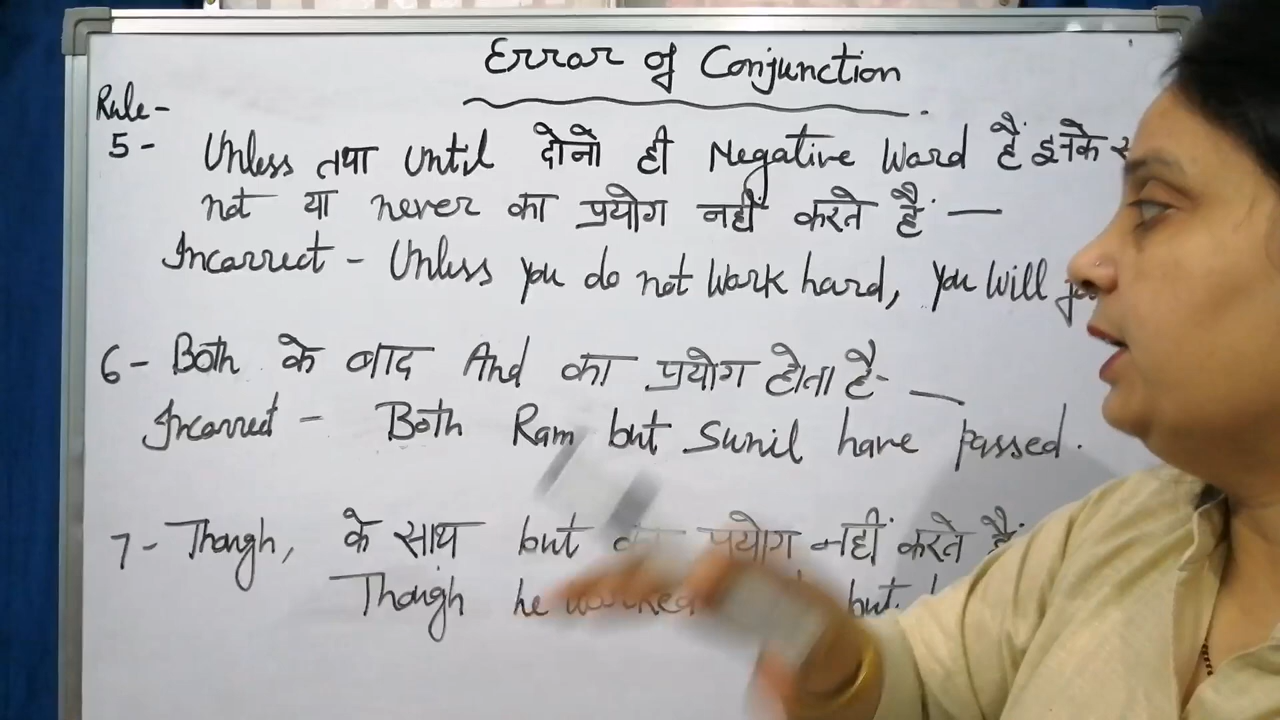 Error of Conjunction
Rule-
5- Unless तथा until दोनो ही Negative Word हैं इनके
not या never का प्रयोग नहीं करते हैं —
Incorrect - Unless you do not work hard, you will
6- Both के बाद And का प्रयोग होता है- —
Incorrect - Both Ram but Sunil have passed.
7- Though, के साथ but का प्रयोग नहीं करते हैं
Though he worked but